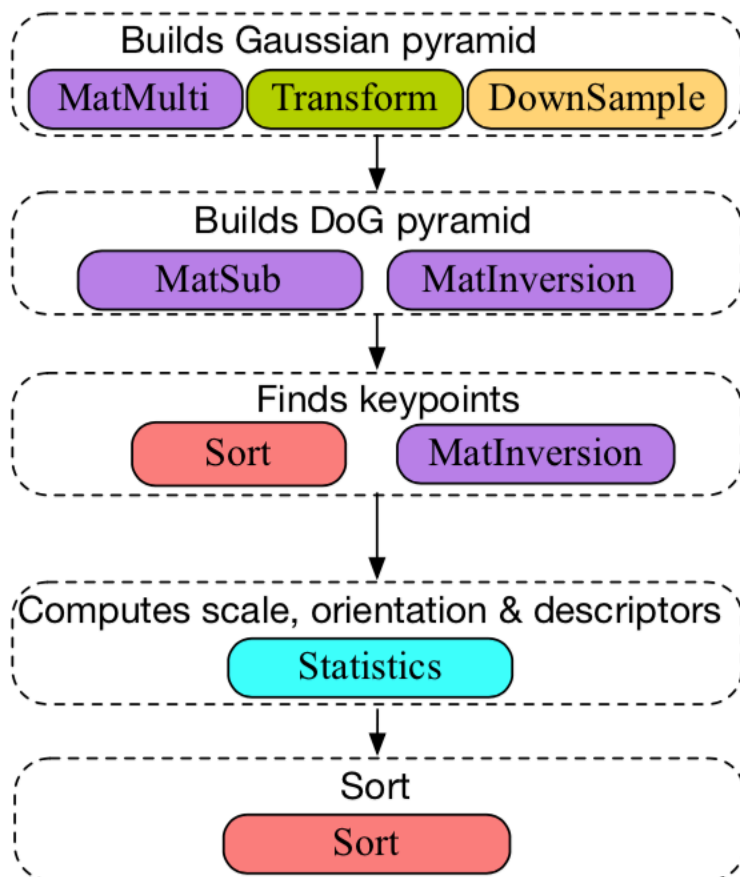 Builds Gaussian pyramid
MatMulti Transform DownSample
Builds DoG pyramid
MatSub MatInversion
Finds keypoints
Sort MatInversion
Computes scale, orientation & descriptors
Statistics
Sort
Sort